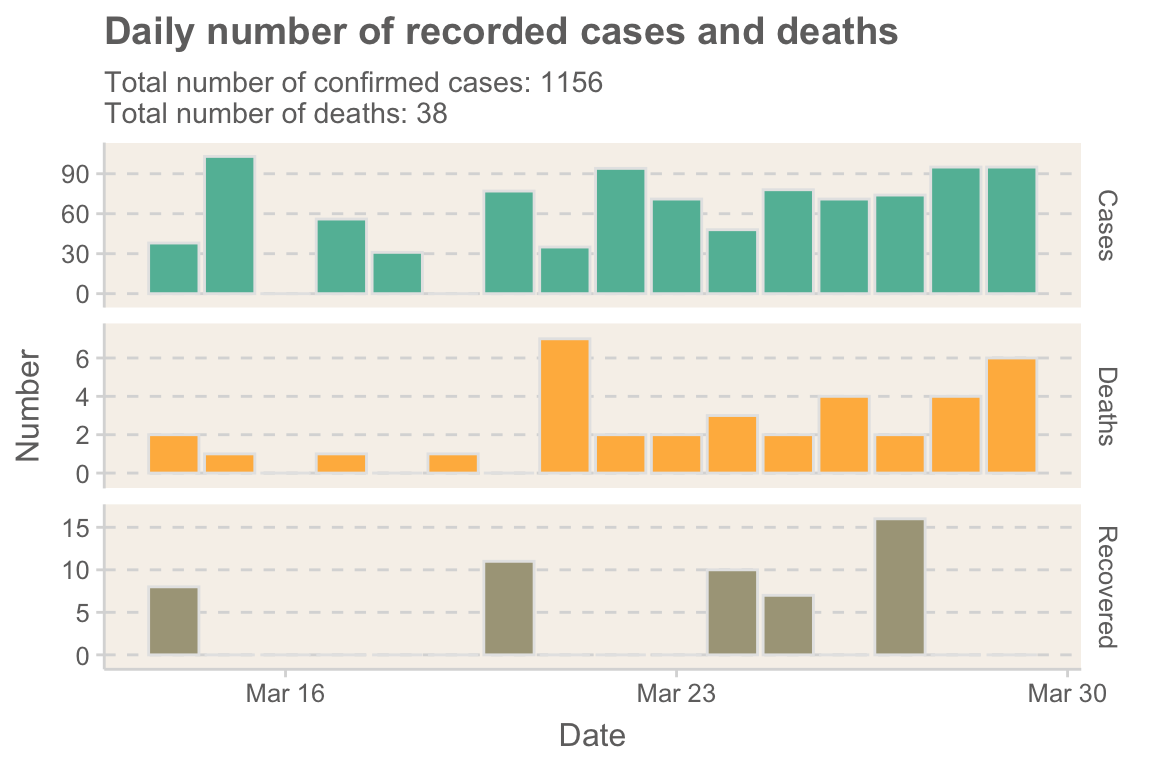 Daily number of recorded cases and deaths
Total number of confirmed cases: 1156
Total number of deaths: 38
90
60
30
0
Cases
6
4
2
0
Deaths
15
10
5
0
Recovered
Number
Mar 16
Mar 23
Mar 30
Date